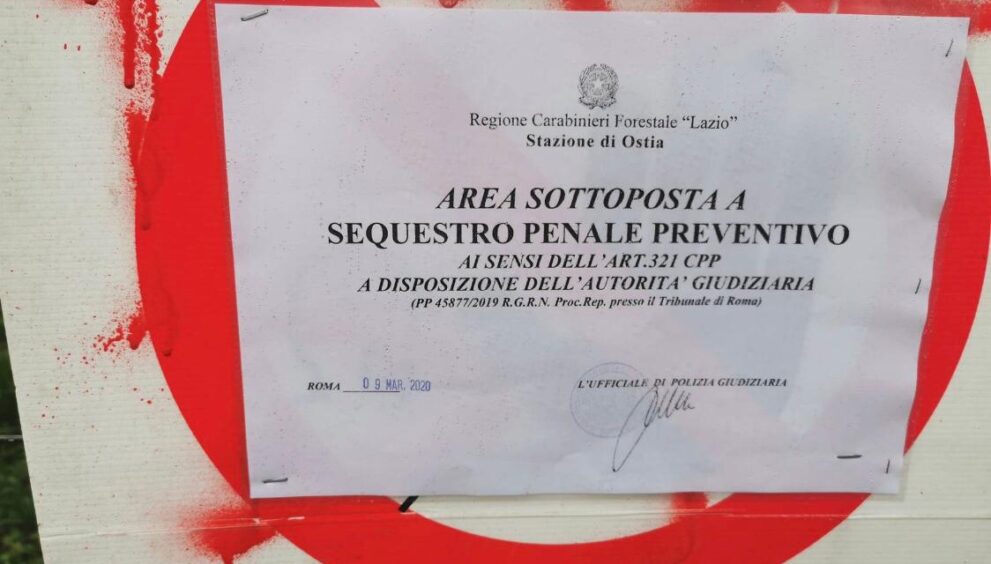 Regione Carabinieri Forestale “Lazio”
Stazione di Ostia
AREA SOTTOPOSTA A
SEQUESTRO PENALE PREVENTIVO
AI SENSI DELL’ART.321 CPP
A DISPOSIZIONE DELL’AUTORITA’ GIUDIZIARIA
(PP 45877/2019 R.G.R.N. Proc.Rep. presso il Tribunale di Roma)
ROMA 09 MAR. 2020
L’UFFICIALE DI POLIZIA GIUDIZIARIA